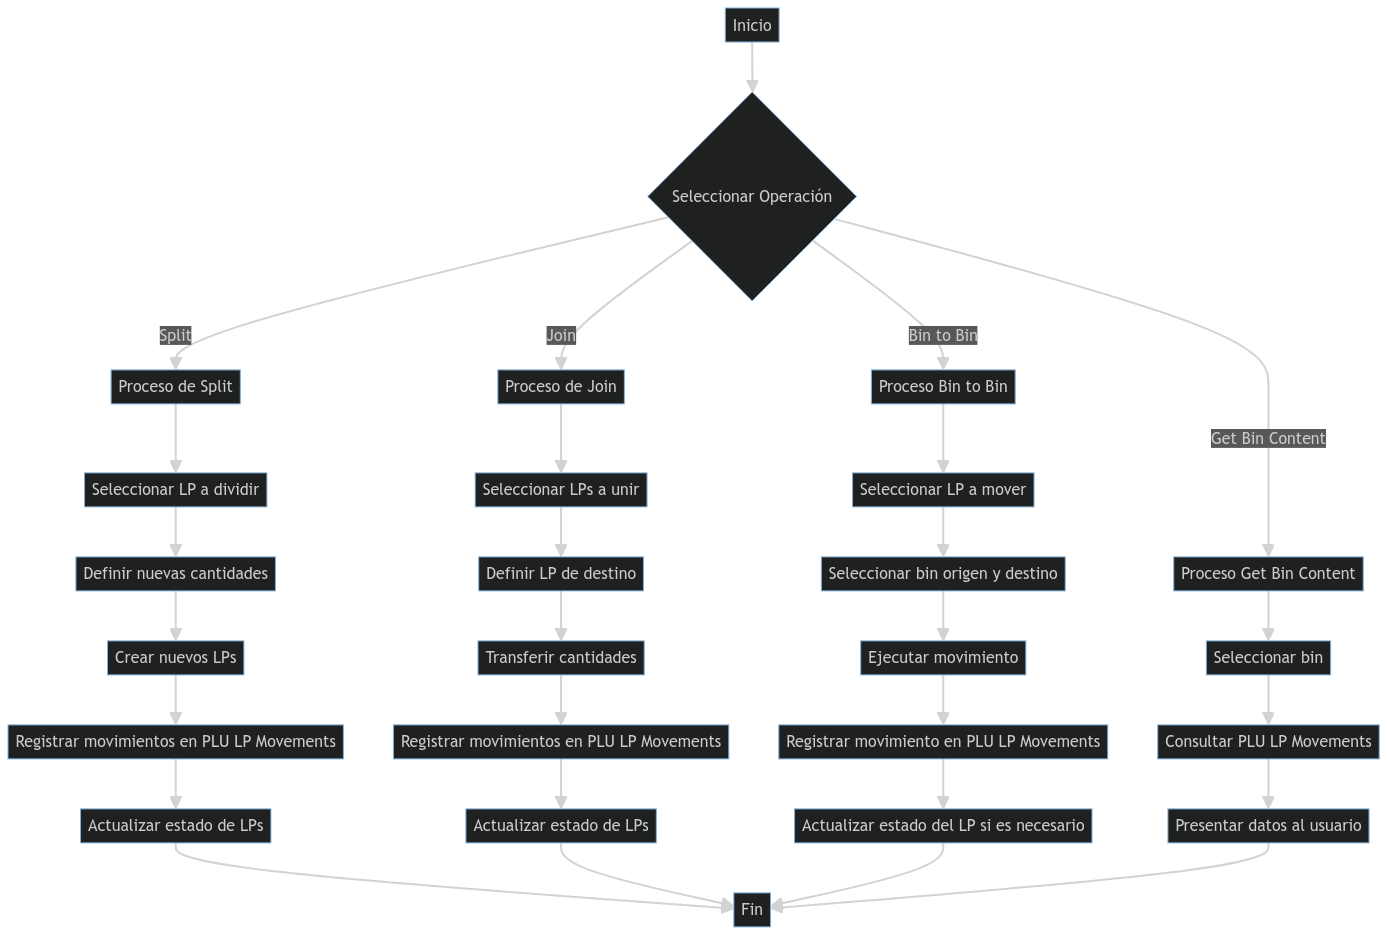 Inicio
Seleccionar Operación
Split
Join
Bin to Bin
Proceso de Split
Proceso de Join
Proceso Bin to Bin
Get Bin Content
Seleccionar LP a dividir
Seleccionar LPs a unir
Seleccionar LP a mover
Definir nuevas cantidades
Definir LP de destino
Seleccionar bin origen y destino
Proceso Get Bin Content
Crear nuevos LPs
Transferir cantidades
Ejecutar movimiento
Seleccionar bin
Registrar movimientos en PLU LP Movements
Registrar movimientos en PLU LP Movements
Registrar movimiento en PLU LP Movements
Consultar PLU LP Movements
Actualizar estado de LPs
Actualizar estado de LPs
Actualizar estado del LP si es necesario
Presentar datos al usuario
Fin